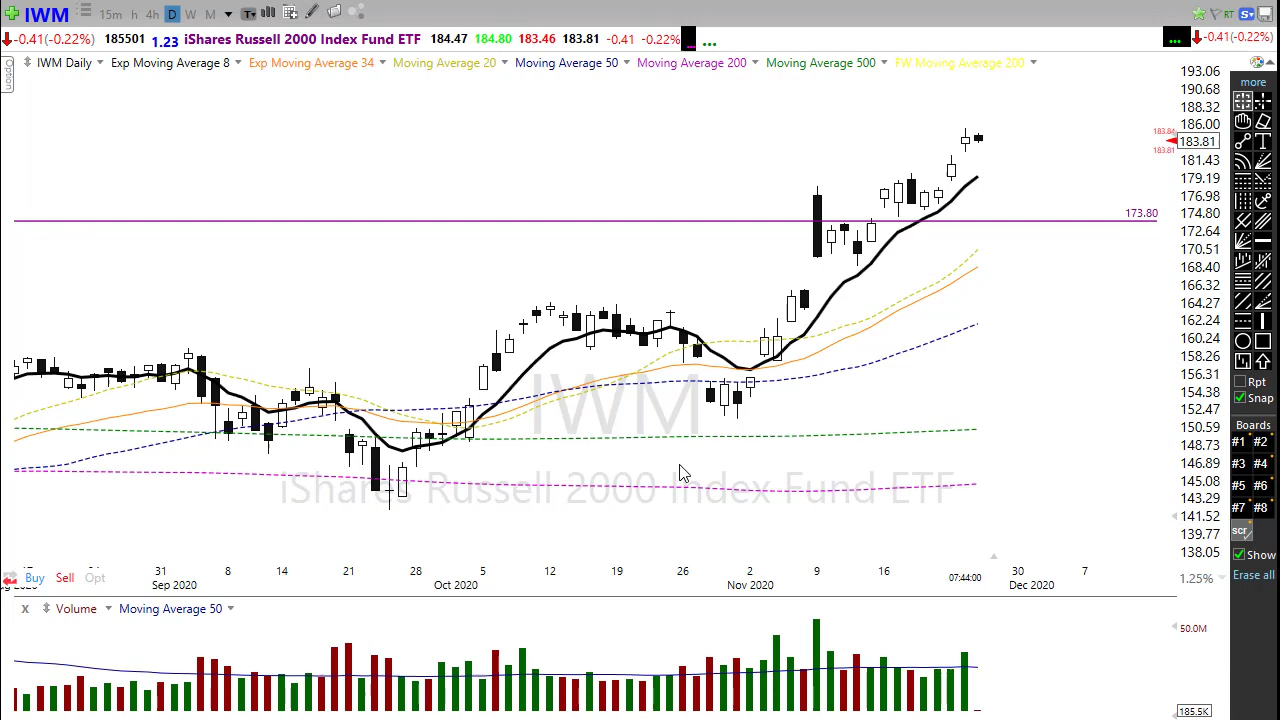 IWM 15m h 4h D W M T
-0.41(-0.22%) 185501 1.23 iShares Russell 2000 Index Fund ETF 184.47 184.80 183.46 183.81 -0.41 -0.22% ... ... -0.41(-0.22%)
RT S
Option
IWM Daily Exp Moving Average 8 Exp Moving Average 34 Moving Average 20 Moving Average 50 Moving Average 200 Moving Average 500 FW Moving Average 200
193.06
190.68
188.32
186.00
183.84
183.81
183.81
181.43
179.19
176.98
174.80
173.80
172.64
170.51
168.40
166.32
164.27
162.24
160.24
158.26
156.31
154.38
152.47
150.59
148.73
146.89
145.08
143.29
141.52
139.77
138.05
IWM
iShares Russell 2000 Index Fund ETF
more
T
Rpt
Snap
Boards
#1 #2
#3 #4
#5 #6
#7 #8
scr
Show
Erase all
31 8 14 21 28 5 12 19 26 2 9 16 30 7
Buy Sell Opt
2020 Sep 2020 Oct 2020 Nov 2020 07:44:00 Dec 2020
1.25%
X Volume Moving Average 50
50.0M
185.5K